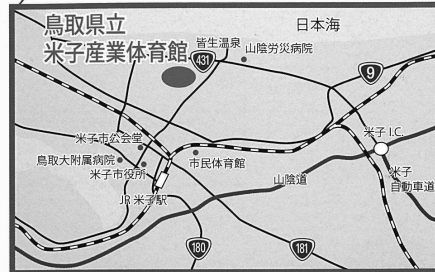 鳥取県立
米子産業体育館
日本海
皆生温泉
山陰労災病院
431
9
米子市公会堂
鳥取大附属病院
米子市役所
市民体育館
米子 I.C.
米子
自動車道
山陰道
JR 米子駅
180
181